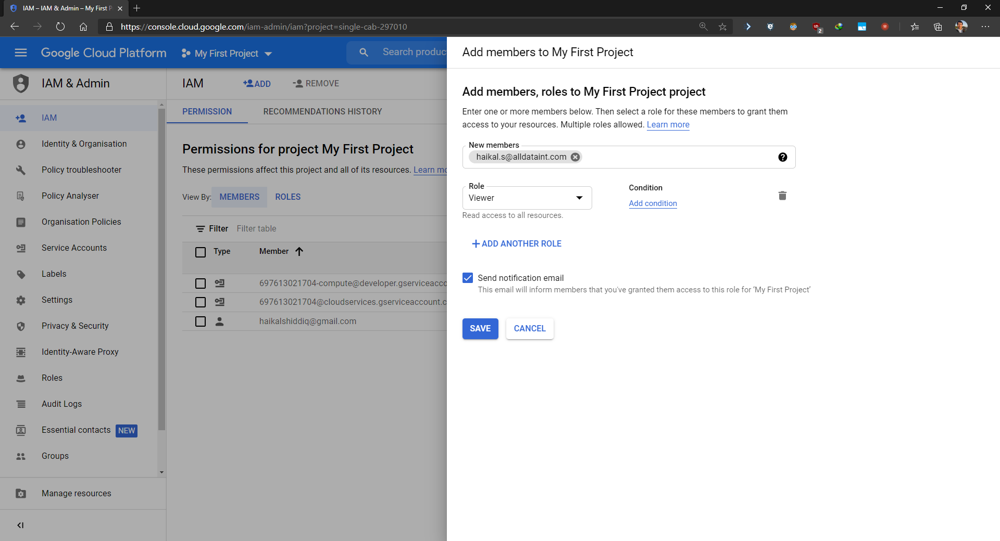 IAM – IAM & Admin – My First P
https://console.cloud.google.com/iam-admin/iam?project=single-cab-297010
2
Google Cloud Platform
My First Project
Search produc
IAM & Admin
IAM
Identity & Organisation
Policy troubleshooter
Policy Analyser
Organisation Policies
Service Accounts
Labels
Settings
Privacy & Security
Identity-Aware Proxy
Roles
Audit Logs
Essential contacts NEW
Groups
Manage resources
IAM
ADD
REMOVE
PERMISSION
RECOMMENDATIONS HISTORY
Permissions for project My First Project
These permissions affect this project and all of its resources. Learn mo
View By: MEMBERS ROLES
Filter Filter table
Type Member
697613021704-compute@developer.gserviceacco
697613021704@cloudservices.gserviceaccount.c
haikalshiddiq@gmail.com
Add members to My First Project
Add members, roles to My First Project project
Enter one or more members below. Then select a role for these members to grant them
access to your resources. Multiple roles allowed. Learn more
New members
haikal.s@alldataint.com
Role
Viewer
Read access to all resources.
Condition
Add condition
ADD ANOTHER ROLE
Send notification email
This email will inform members that you've granted them access to this role for ‘My First Project’
SAVE
CANCEL